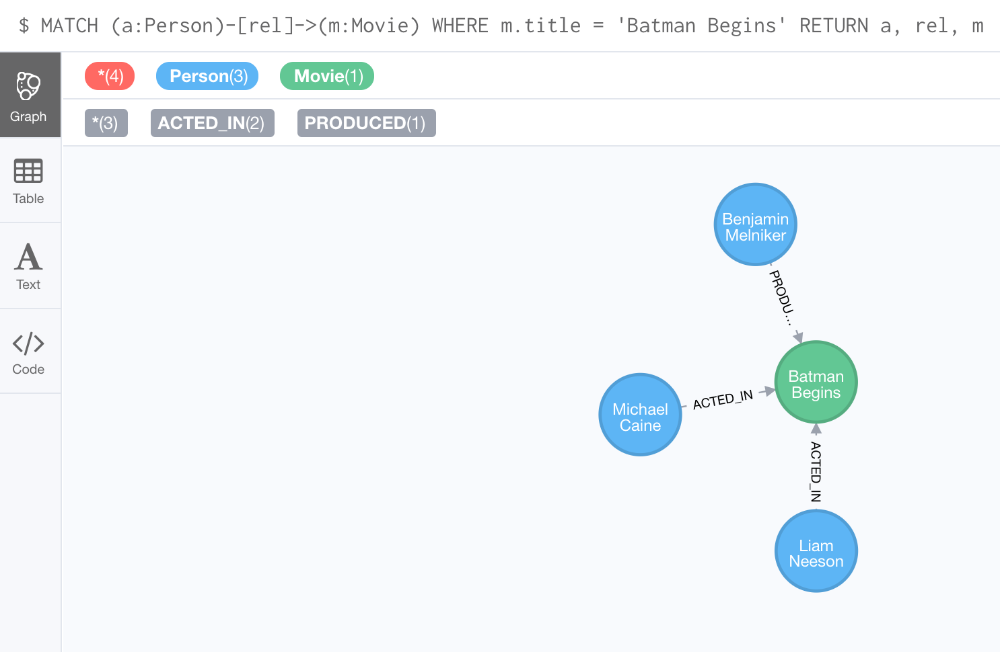 $ MATCH (a:Person)-[rel]->(m:Movie) WHERE m.title = 'Batman Begins' RETURN a, rel, m
Graph
*(4) Person(3) Movie(1)
*(3) ACTED_IN(2) PRODUCED(1)
Table
Text
Code
Benjamin
Melniker
PRODU...
Batman
Begins
Michael
Caine
ACTED_IN
ACTED_IN
Liam
Neeson